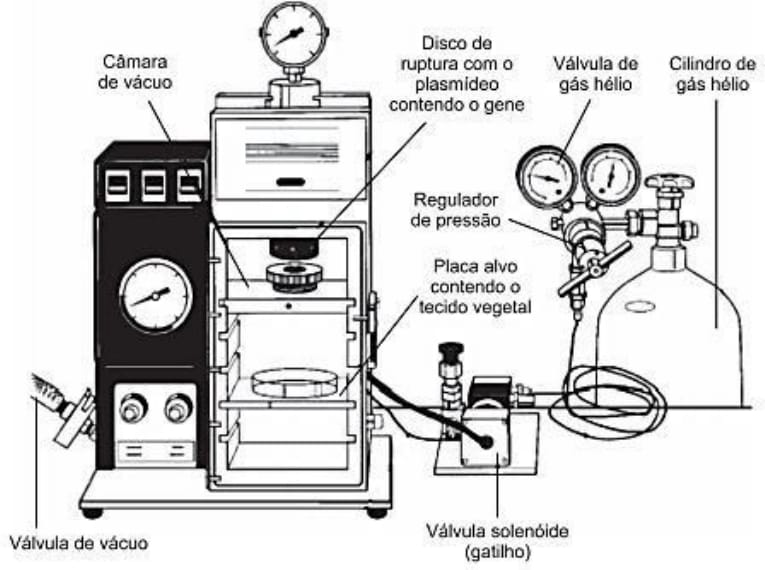 Câmara
de vácuo
Disco de
ruptura com o
plasmídeo
contendo o gene
Válvula de
gás hélio
Cilindro de
gás hélio
Regulador
de pressão
Placa alvo
contendo o
tecido vegetal
Válvula de vácuo
Válvula solenóide
(gatilho)